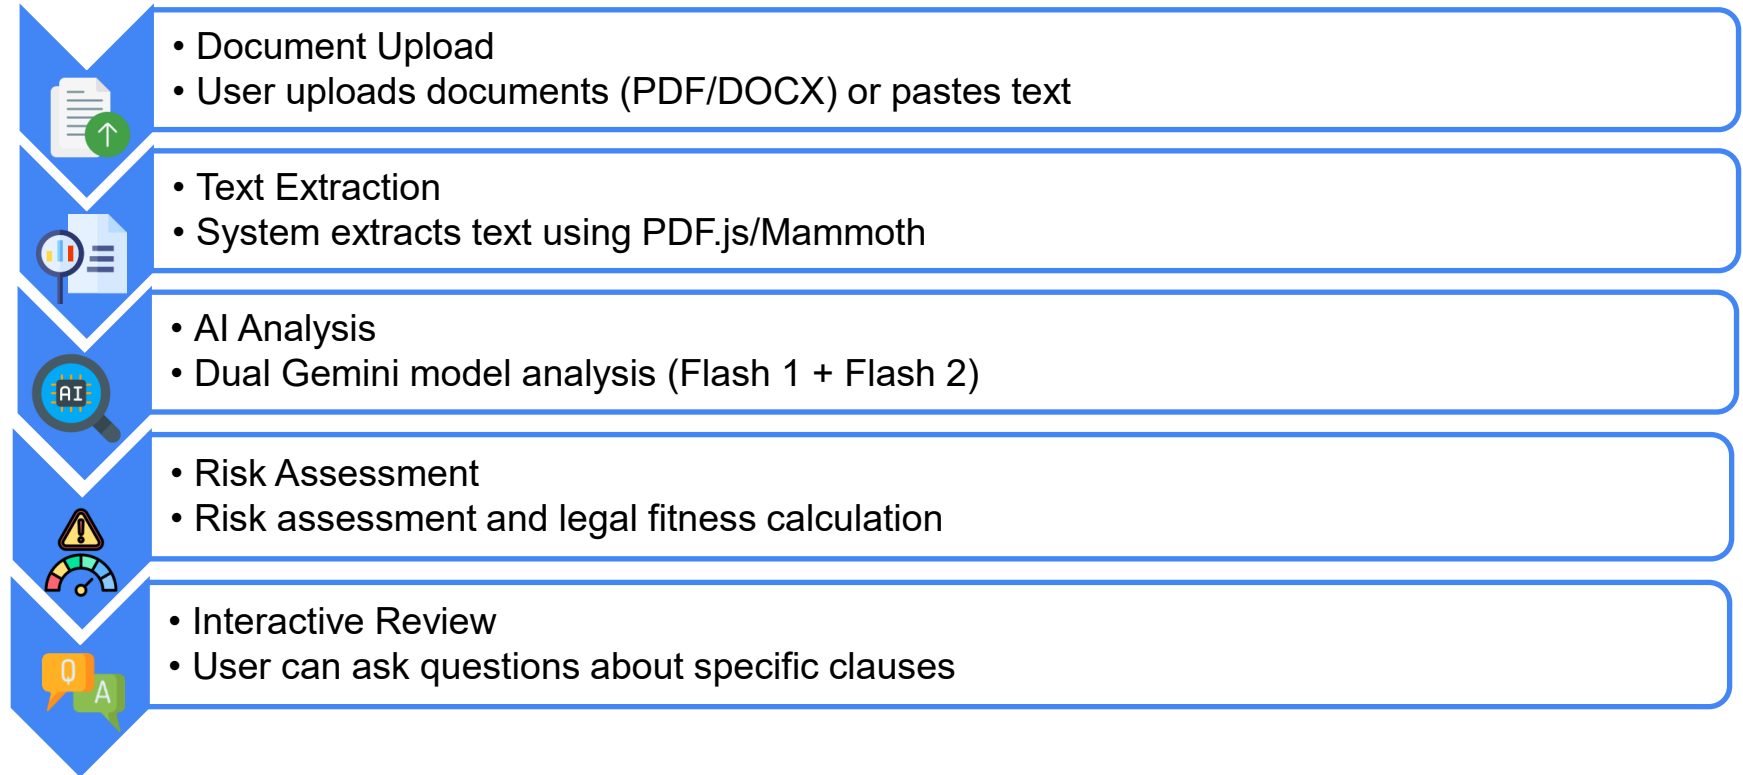 • Document Upload
• User uploads documents (PDF/DOCX) or pastes text
• Text Extraction
• System extracts text using PDF.js/Mammoth
• AI Analysis
AI
• Dual Gemini model analysis (Flash 1 + Flash 2)
• Risk Assessment
• Risk assessment and legal fitness calculation
• Interactive Review
• User can ask questions about specific clauses
Q
A